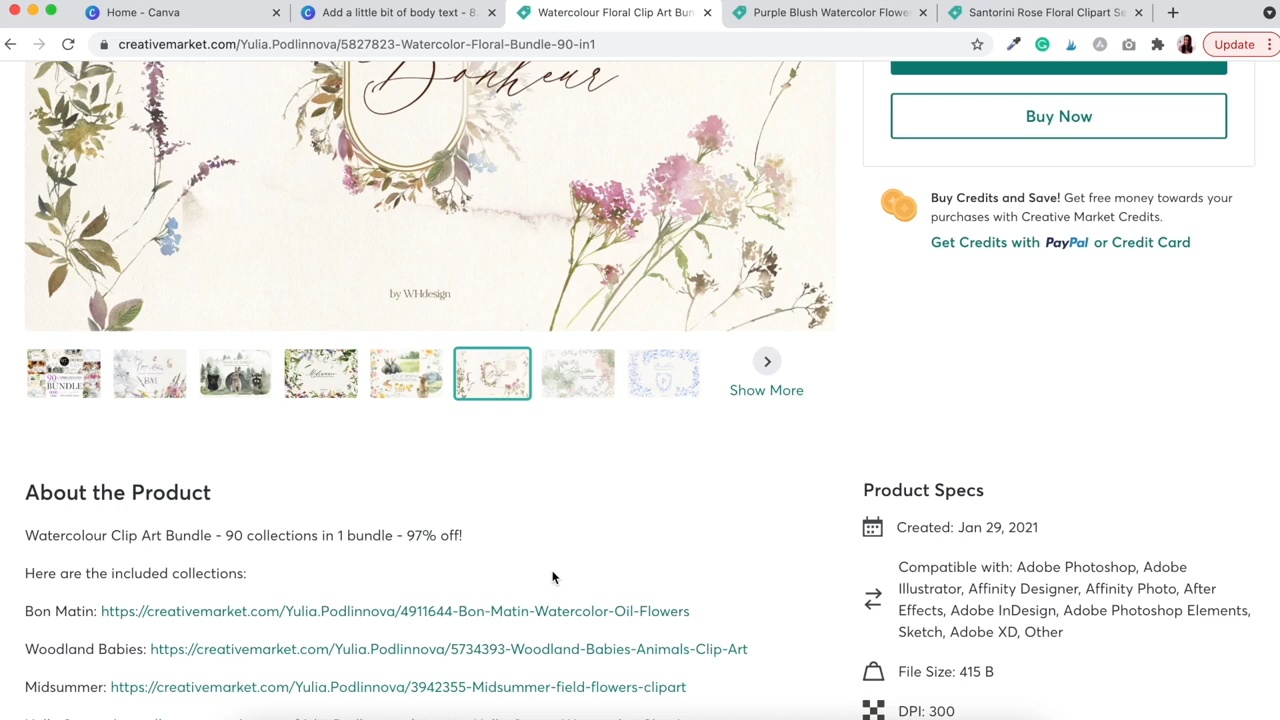 Home - Canva
Add a little bit of body text - 8.
Watercolour Floral Clip Art Bun
Purple Blush Watercolor Flowe
Santorini Rose Floral Clipart Se
creativemarket.com/Yulia.Podlinnova/5827823-Watercolor-Floral-Bundle-90-in1
Update
Bonheur
by WHdesign
Buy Now
Buy Credits and Save! Get free money towards your
purchases with Creative Market Credits.
Get Credits with PayPal or Credit Card
BUNDLE
Show More
About the Product
Watercolour Clip Art Bundle - 90 collections in 1 bundle - 97% off!
Here are the included collections:
Bon Matin: https://creativemarket.com/Yulia.Podlinnova/4911644-Bon-Matin-Watercolor-Oil-Flowers
Woodland Babies: https://creativemarket.com/Yulia.Podlinnova/5734393-Woodland-Babies-Animals-Clip-Art
Midsummer: https://creativemarket.com/Yulia.Podlinnova/3942355-Midsummer-field-flowers-clipart
Product Specs
Created: Jan 29, 2021
Compatible with: Adobe Photoshop, Adobe
Illustrator, Affinity Designer, Affinity Photo, After
Effects, Adobe InDesign, Adobe Photoshop Elements,
Sketch, Adobe XD, Other
File Size: 415 B
DPI: 300